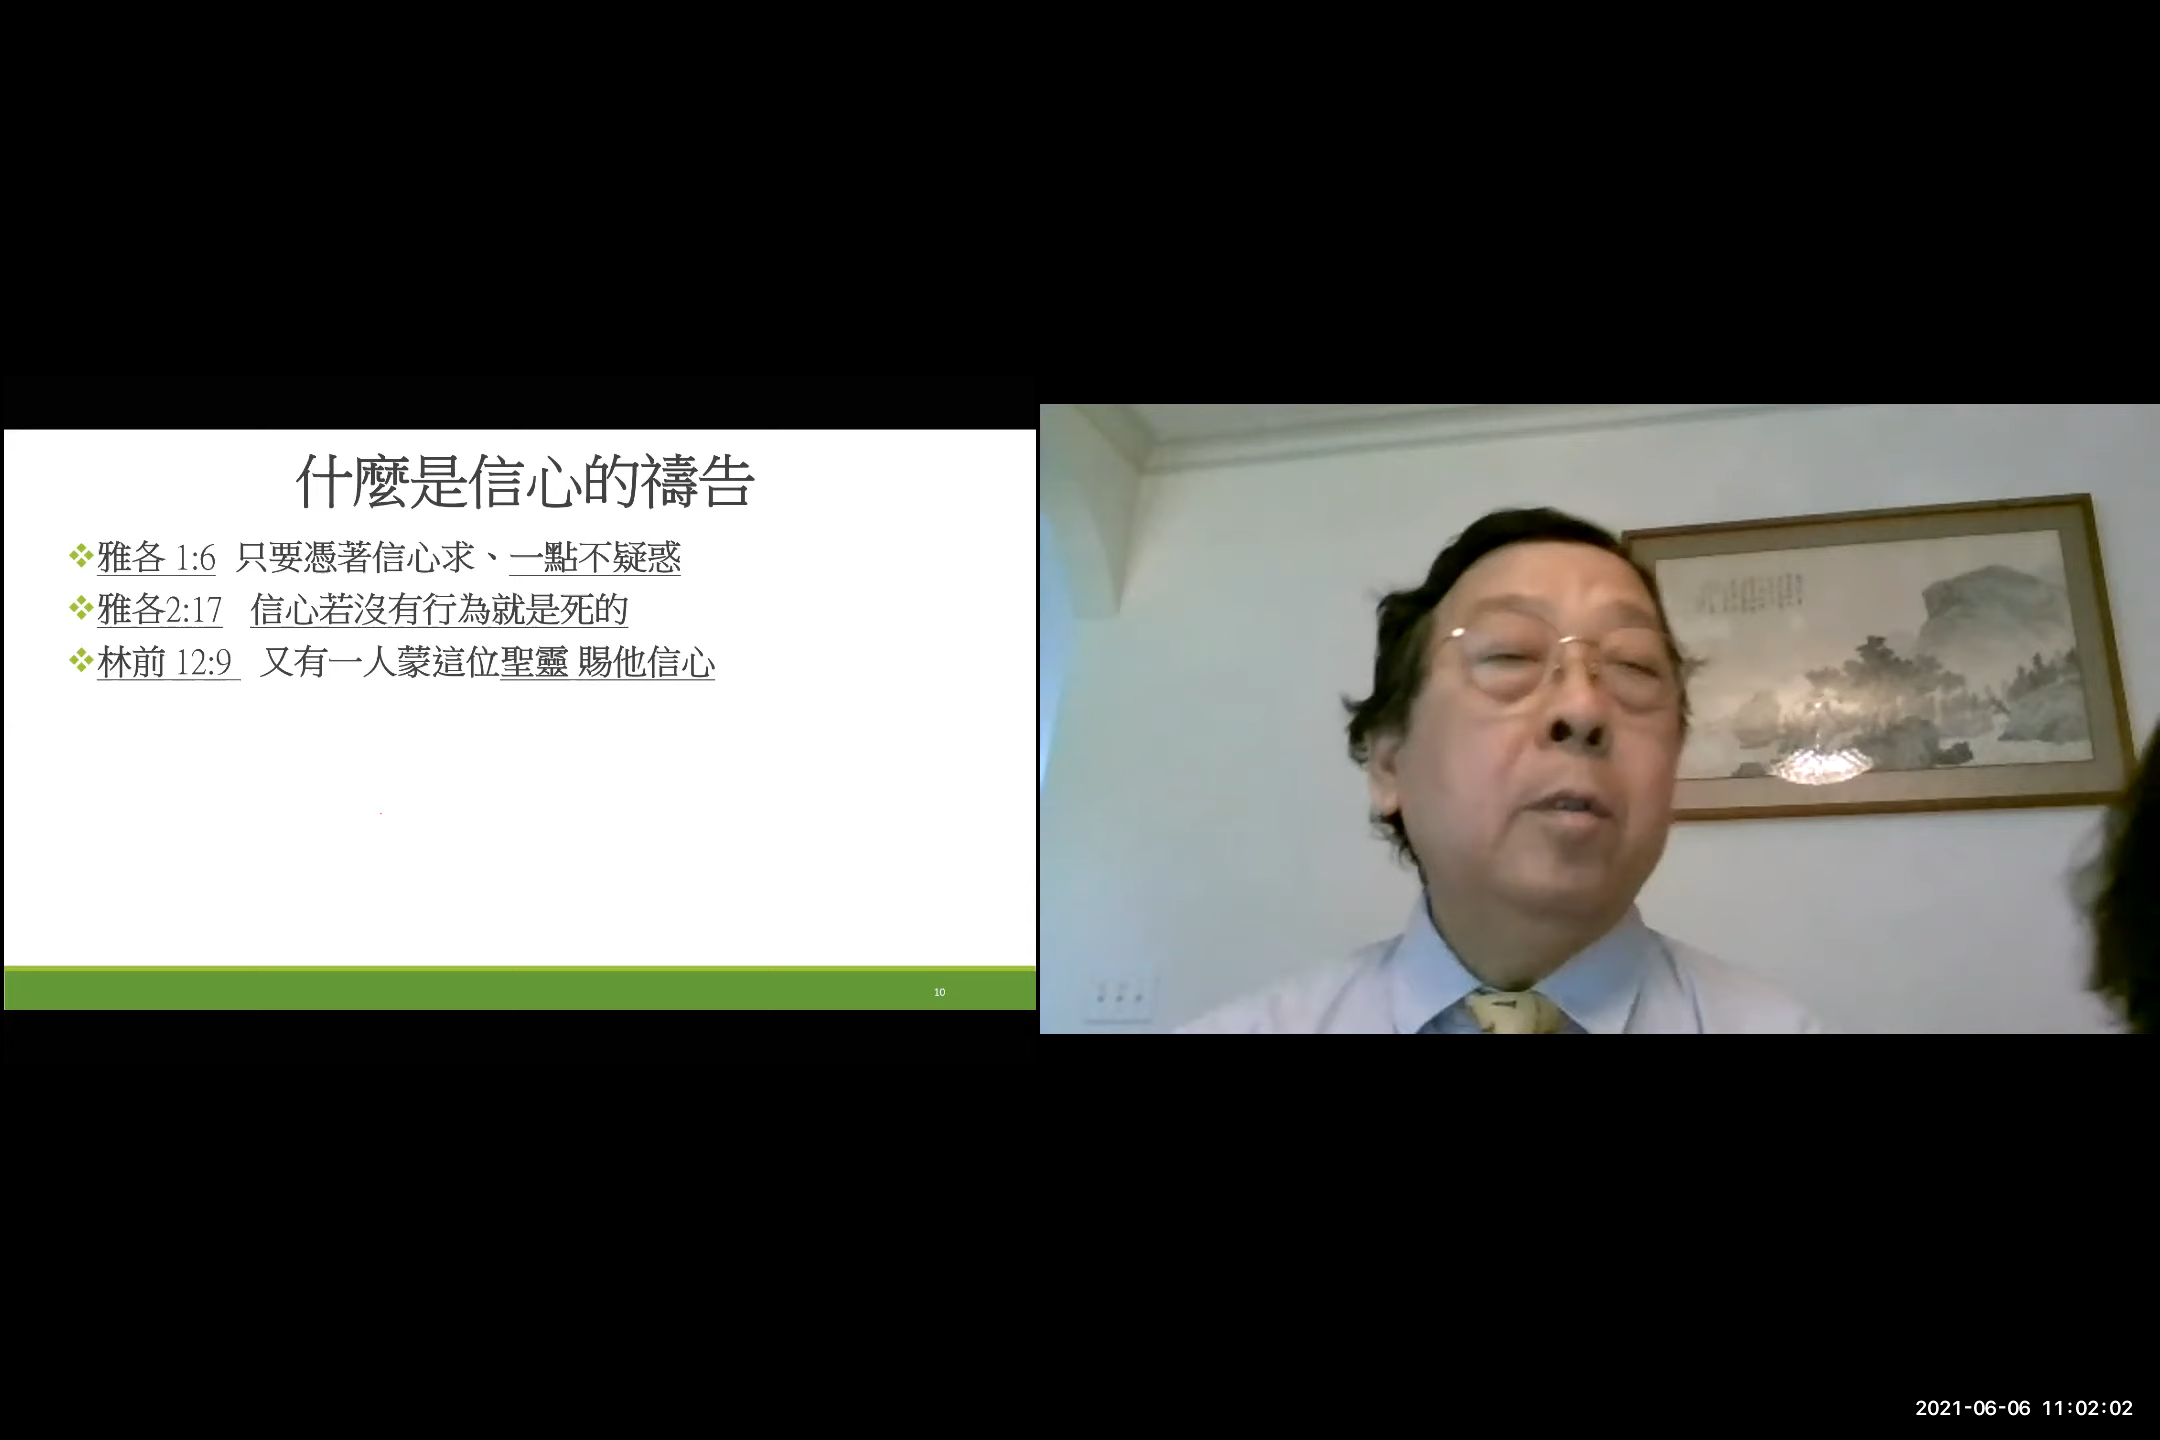 什麼是信心的禱告
❖雅各 1:6 只要憑著信心求、一點不疑惑
❖雅各2:17 信心若沒有行為就是死的
❖林前 12:9 又有一人蒙這位聖靈 賜他信心
10
2021-06-06 11:02:02